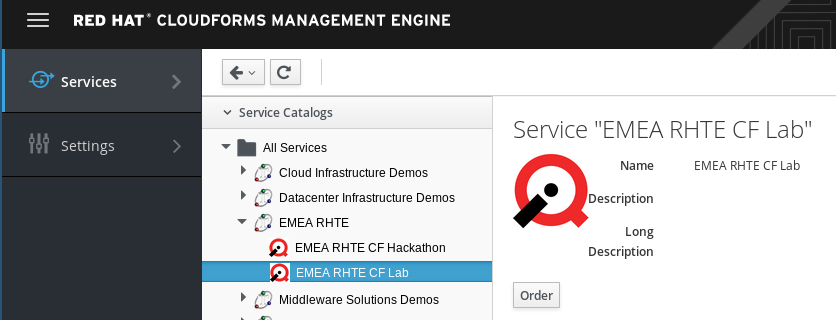 RED HAT® CLOUDFORMS MANAGEMENT ENGINE
Services
Settings
Service Catalogs
All Services
Cloud Infrastructure Demos
Datacenter Infrastructure Demos
EMEA RHTE
EMEA RHTE CF Hackathon
EMEA RHTE CF Lab
Middleware Solutions Demos
Service "EMEA RHTE CF Lab"
Name EMEA RHTE CF Lab
Description
Long
Description
Order